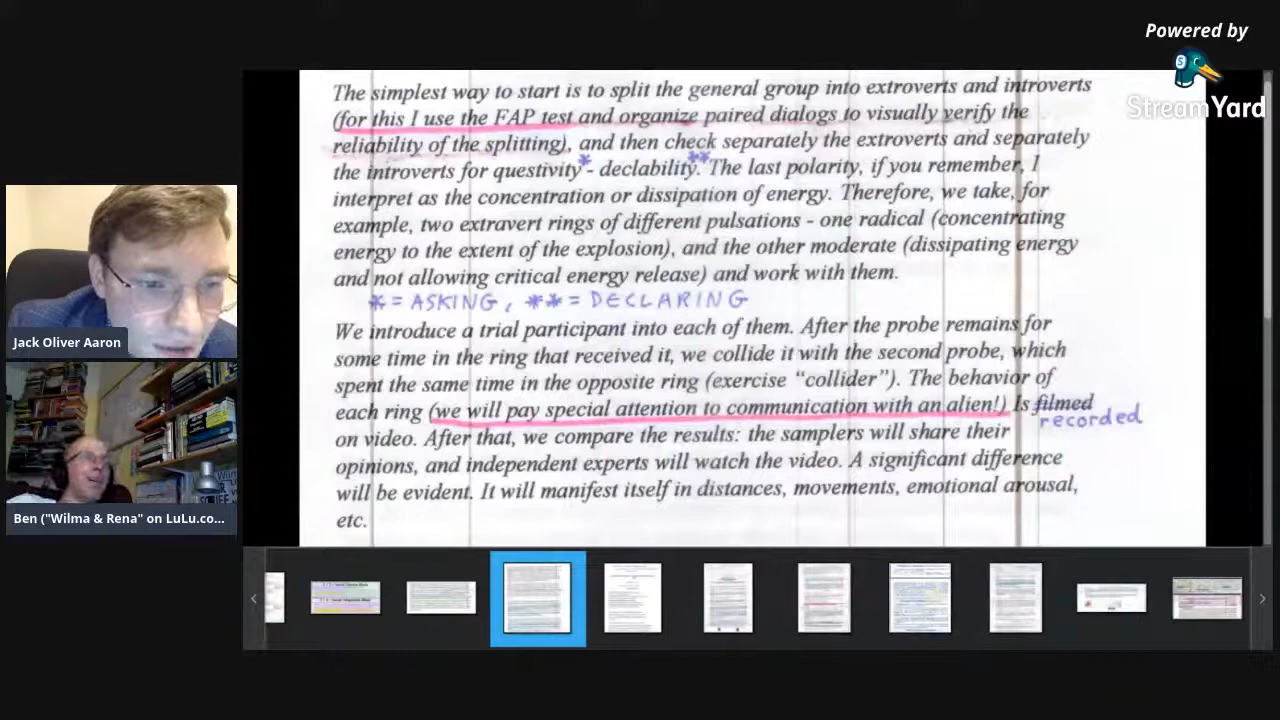 Powered by
StreamYard
The simplest way to start is to split the general group into extroverts and introverts
(for this I use the FAP test and organize paired dialogs to visually verify the
reliability of the splitting), and then check separately the extroverts and separately
the introverts for questivity* - declability.** The last polarity, if you remember, I
interpret as the concentration or dissipation of energy. Therefore, we take, for
example, two extravert rings of different pulsations - one radical (concentrating
energy to the extent of the explosion), and the other moderate (dissipating energy
and not allowing critical energy release) and work with them.
* = ASKING, ** = DECLARING
We introduce a trial participant into each of them. After the probe remains for
some time in the ring that received it, we collide it with the second probe, which
spent the same time in the opposite ring (exercise “collider”). The behavior of
each ring (we will pay special attention to communication with an alien!) Is filmed
recorded
on video. After that, we compare the results: the samplers will share their
opinions, and independent experts will watch the video. A significant difference
will be evident. It will manifest itself in distances, movements, emotional arousal,
etc.
Jack Oliver Aaron
Ben ("Wilma & Rena" on LuLu.co...